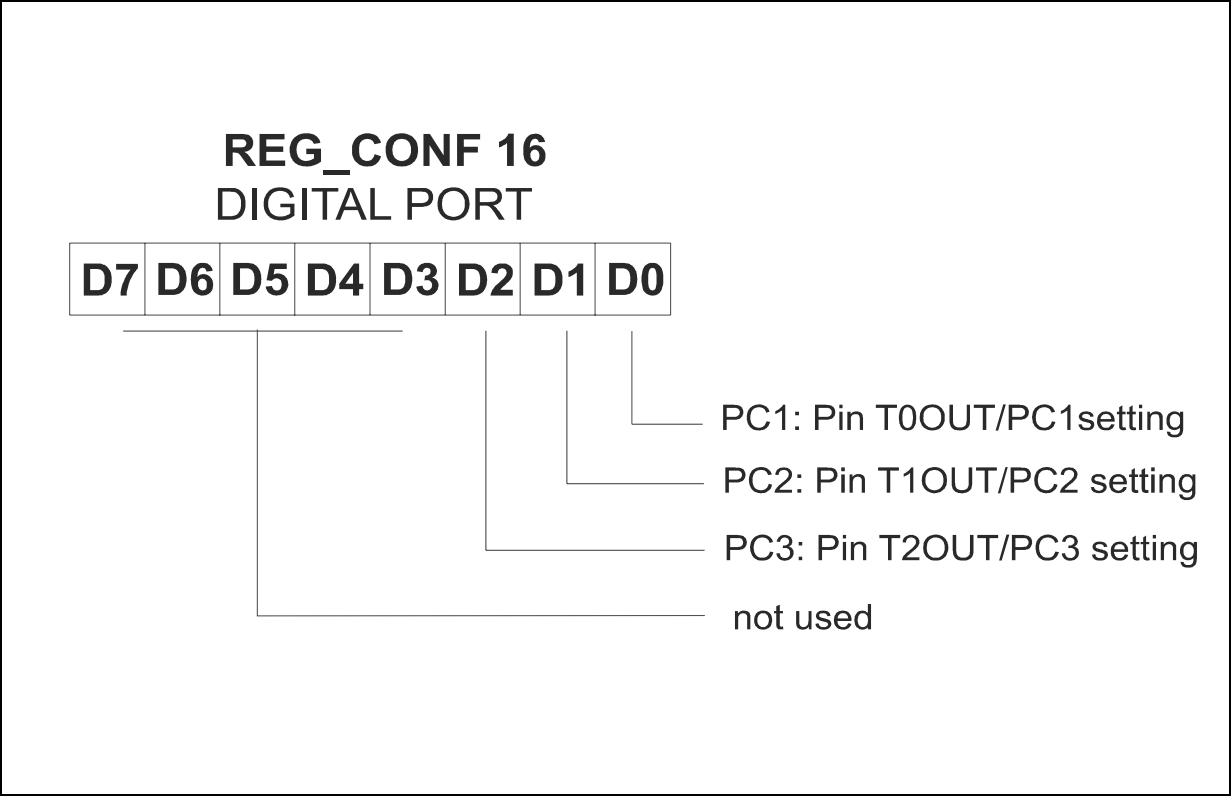 REG_CONF 16
DIGITAL PORT
D7 D6 D5 D4 D3 D2 D1 D0
PC1: Pin T0OUT/PC1setting
PC2: Pin T1OUT/PC2 setting
PC3: Pin T2OUT/PC3 setting
not used